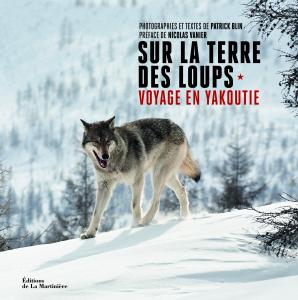 PHOTOGRAPHIES ET TEXTES DE PATRICK BLIN
PRÉFACE DE NICOLAS VANIER
SUR LA TERRE
DES LOUPS
VOYAGE EN YAKOUTIE
Éditions
de La Martinière